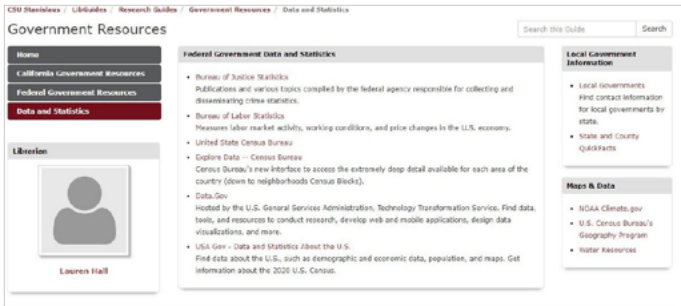 CSU Stanislaus / LibGuides / Research Guides / Government Resources / Data and Statistics
Government Resources
Search this Guide
Search
Home
California Government Resources
Federal Government Resources
Data and Statistics
Librarian
Lauren Hall
Federal Government Data and Statistics
Bureau of Justice Statistics
Publications and various topics compiled by the federal agency responsible for collecting and
disseminating crime statistics.
Bureau of Labor Statistics
Measures labor market activity, working conditions, and price changes in the U.S. economy.
United State Census Bureau
Explore Data -- Census Bureau
Census Bureau's new interface to access the extremely deep detail available for each area of the
country (down to neighborhoods Census Blocks).
Data.Gov
Hosted by the U.S. General Services Administration, Technology Transformation Service. Find data,
tools, and resources to conduct research, develop web and mobile applications, design data
visualizations, and more.
USA Gov - Data and Statistics About the U.S.
Find data about the U.S., such as demographic and economic data, population, and maps. Get
information about the 2020 U.S. Census.
Local Government
Information
Local Governments
Find contact information
for local governments by
state.
State and County
QuickFacts
Maps & Data
NOAA Climate.gov
U.S. Census Bureau's
Geography Program
Water Resources